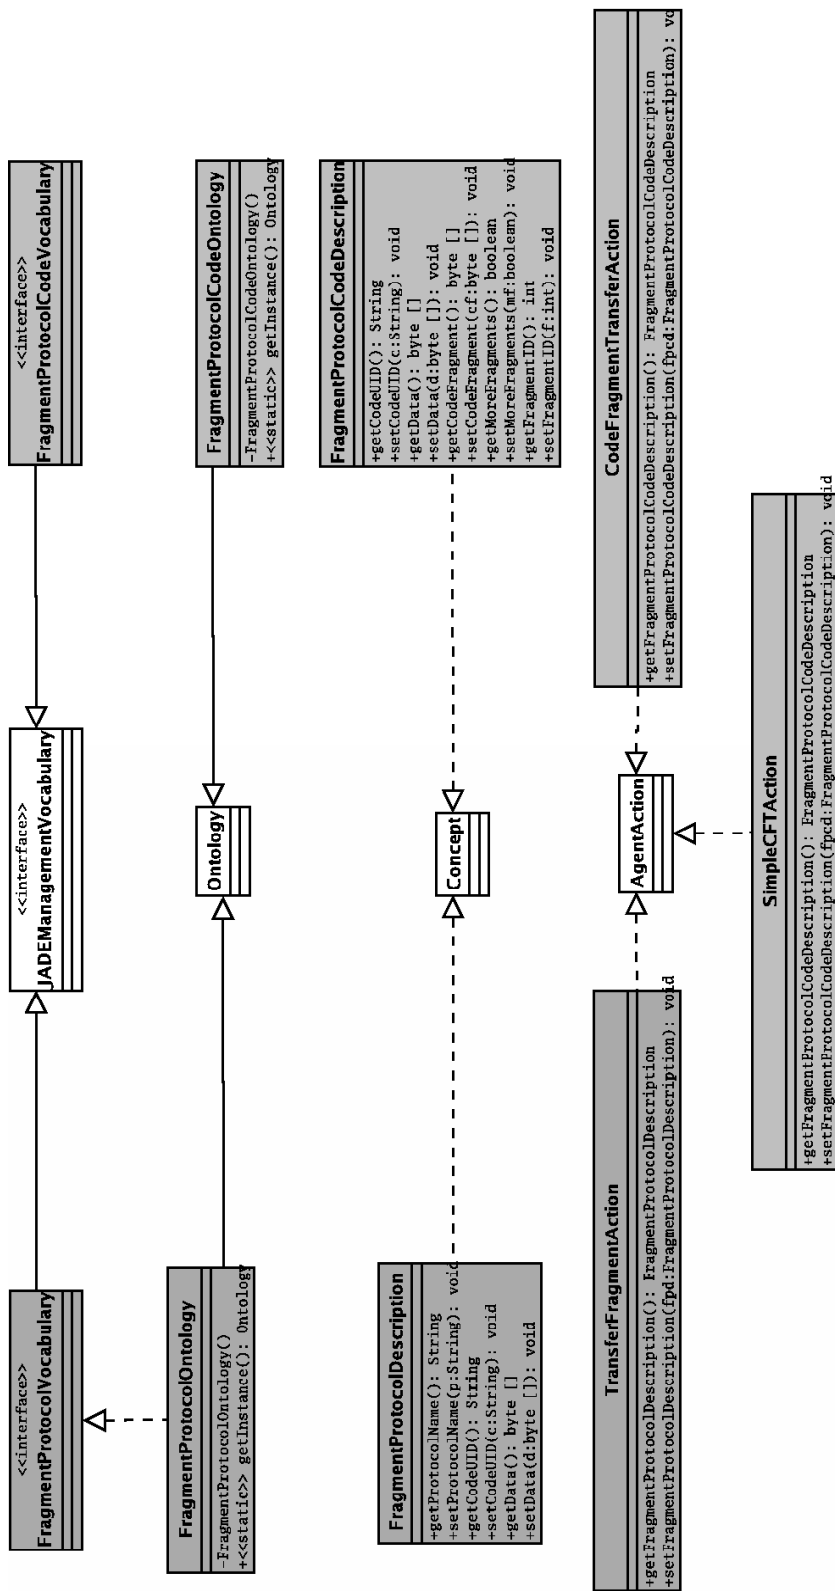 <<interface>>
FragmentProtocolVocabulary
<<interface>>
JADEManagementVocabulary
<<interface>>
FragmentProtocolCodeVocabulary
FragmentProtocolOntology
-FragmentProtocolOntology()
+<<static>> getInstance(): Ontology
Ontology
FragmentProtocolCodeOntology
-FragmentProtocolCodeOntology()
+<<static>> getInstance(): Ontology
FragmentProtocolDescription
+getProtocolName(): String
+setProtocolName(p:String): void
+getCodeUID(): String
+setCodeUID(c:String): void
+getData(): byte []
+setData(d:byte []): void
Concept
FragmentProtocolCodeDescription
+getCodeUID(): String
+setCodeUID(c:String): void
+getData(): byte []
+setData(d:byte []): void
+getCodeFragment(): byte []
+setCodeFragment(cf:byte []): void
+getMoreFragments(): boolean
+setMoreFragments(mf:boolean): void
+getFragmentID(): int
+setFragmentID(f:int): void
TransferFragmentAction
+getFragmentProtocolDescription(): FragmentProtocolDescription
+setFragmentProtocolDescription(fpd:FragmentProtocolDescription): void
AgentAction
CodeFragmentTransferAction
+getFragmentProtocolCodeDescription(): FragmentProtocolCodeDescription
+setFragmentProtocolCodeDescription(fpcd:FragmentProtocolCodeDescription): vo
SimpleCFTAction
+getFragmentProtocolCodeDescription(): FragmentProtocolCodeDescription
+setFragmentProtocolCodeDescription(fpcd:FragmentProtocolCodeDescription): void